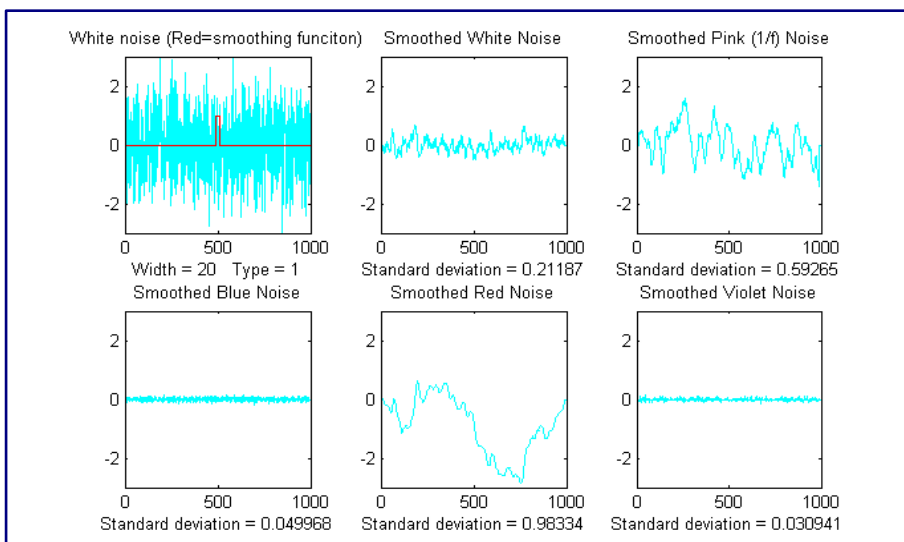 White noise (Red=smoothing funciton)
Smoothed White Noise
Smoothed Pink (1/f) Noise
2
0
-2
0 500 1000
Width = 20 Type = 1
2
0
-2
0 500 1000
Standard deviation = 0.21187
2
0
-2
0 500 1000
Standard deviation = 0.59265
Smoothed Blue Noise
Smoothed Red Noise
Smoothed Violet Noise
2
0
-2
0 500 1000
Standard deviation = 0.049968
2
0
-2
0 500 1000
Standard deviation = 0.98334
2
0
-2
0 500 1000
Standard deviation = 0.030941